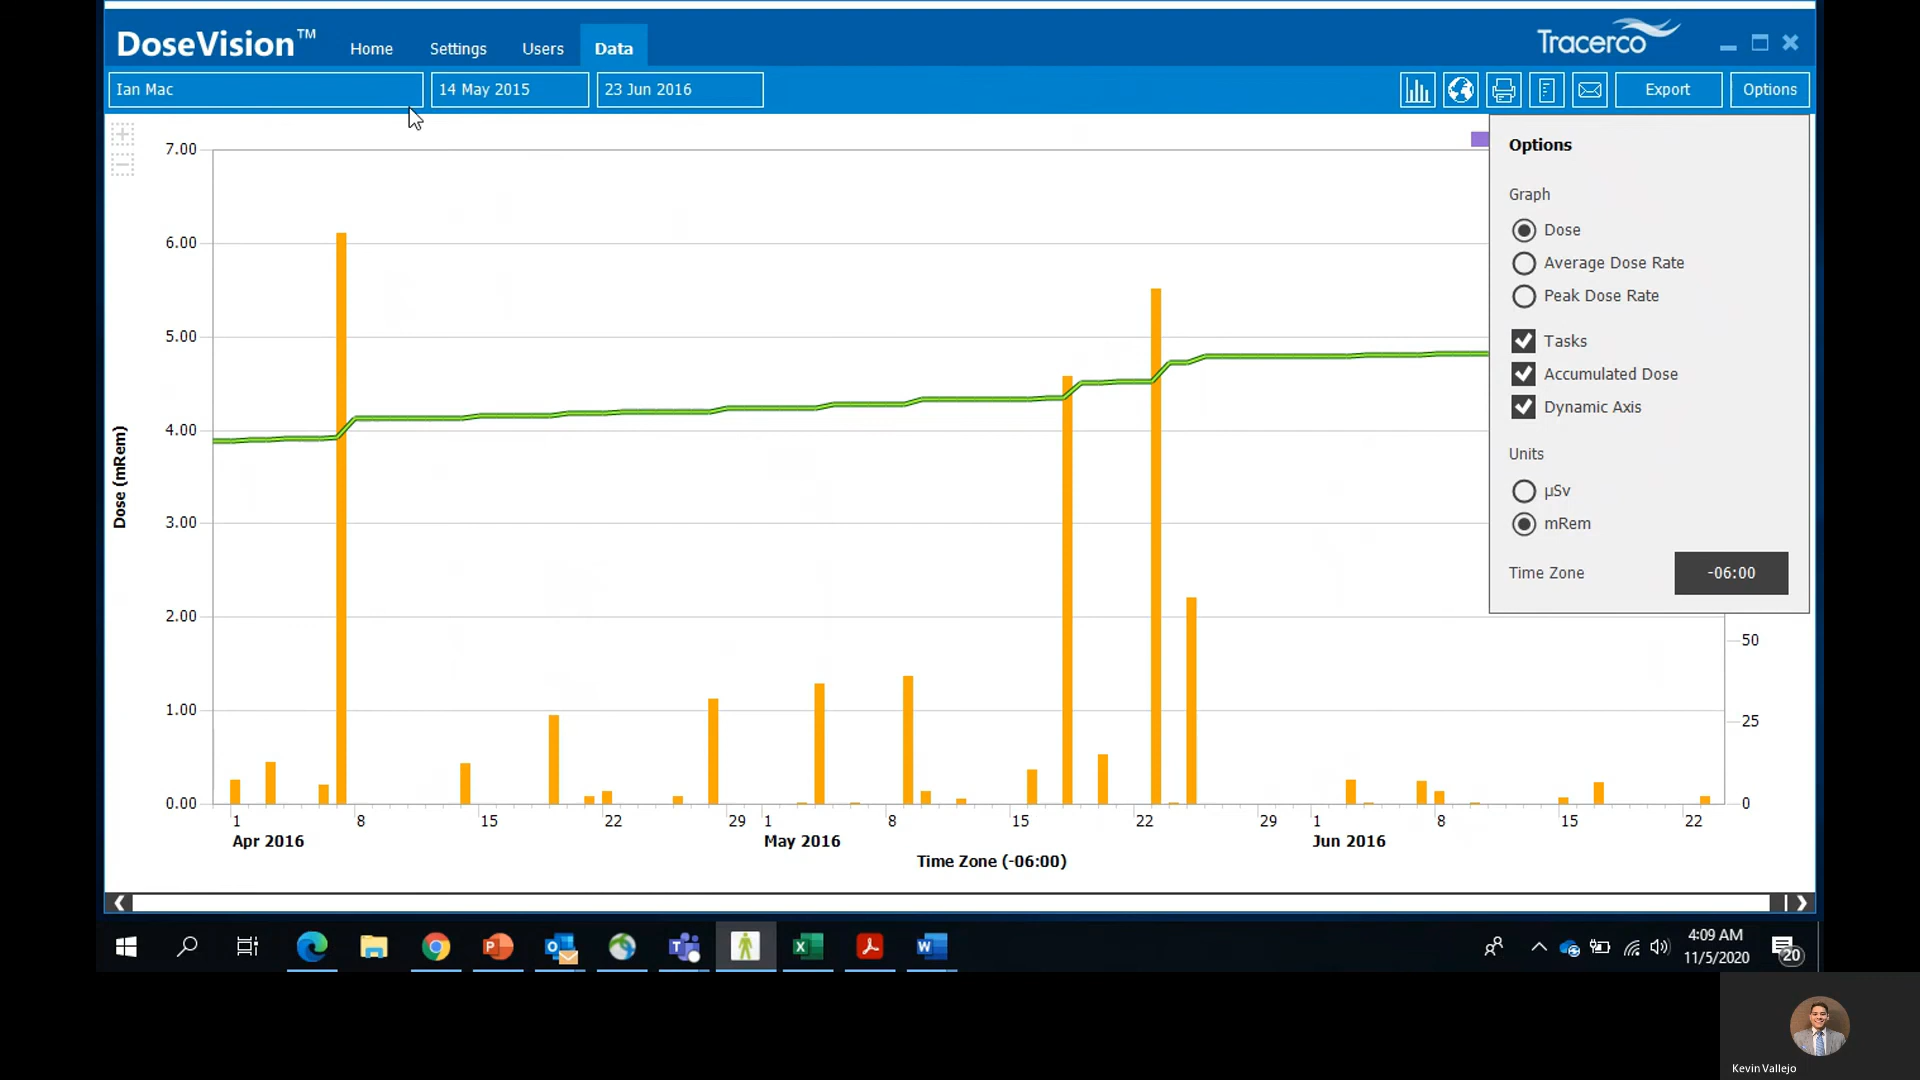 DoseVision™
Home
Settings
Users
Data
Tracerco
Ian Mac
14 May 2015
23 Jun 2016
Export
Options
Options
Graph
Dose
Average Dose Rate
Peak Dose Rate
Tasks
Accumulated Dose
Dynamic Axis
Units
µSv
mRem
Time Zone
-06:00
7.00
6.00
5.00
4.00
3.00
2.00
1.00
0.00
Dose (mRem)
50
25
0
1 8 15 22 29 1 8 15 22 29 1 8 15 22
Apr 2016 May 2016 Jun 2016
Time Zone (-06:00)
4:09 AM
11/5/2020
20
Kevin Vallejo